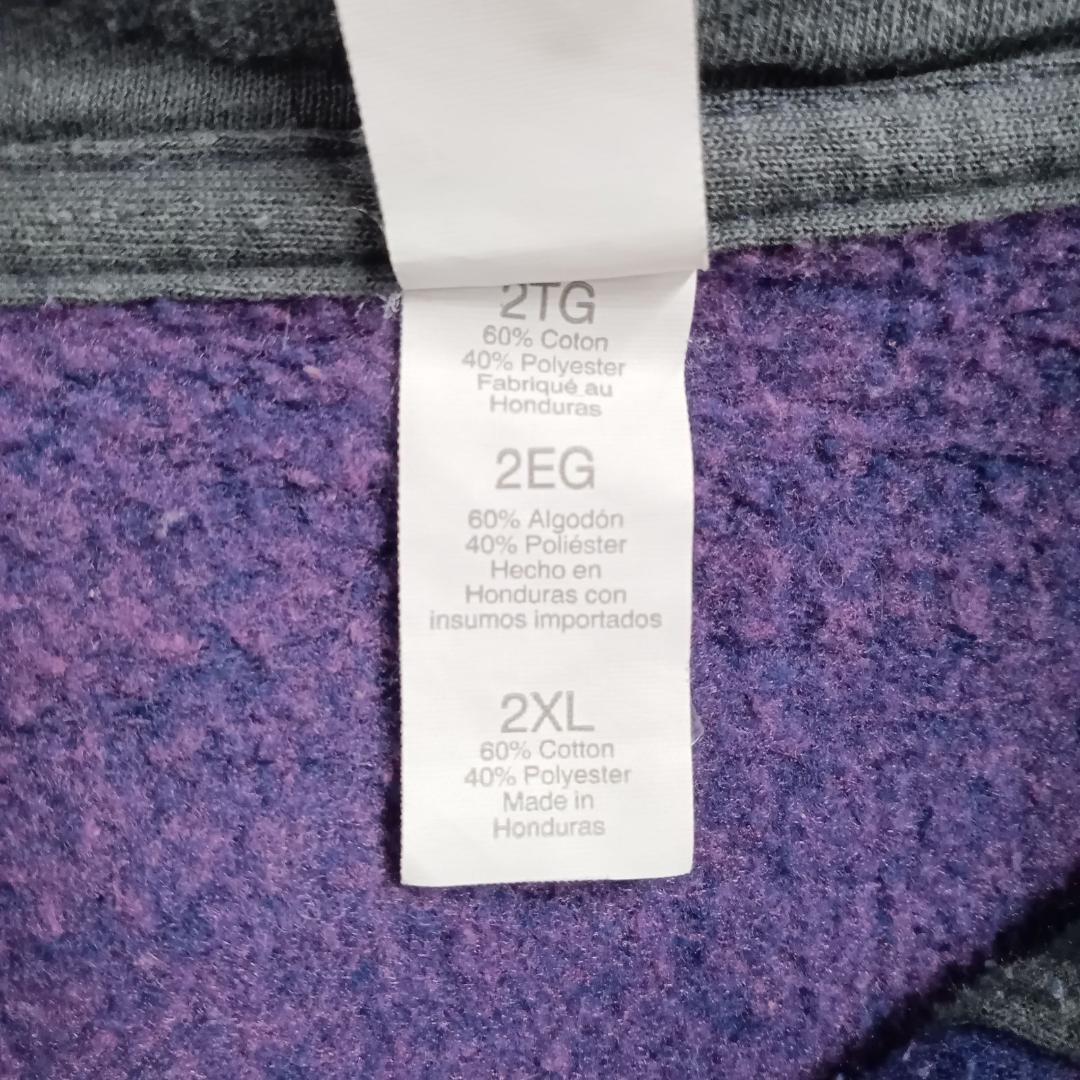 2TG
60% Coton
40% Polyester
Fabriqué au
Honduras
2EG
60% Algodón
40% Poliéster
Hecho en
Honduras con
insumos importados
2XL
60% Cotton
40% Polyester
Made in
Honduras